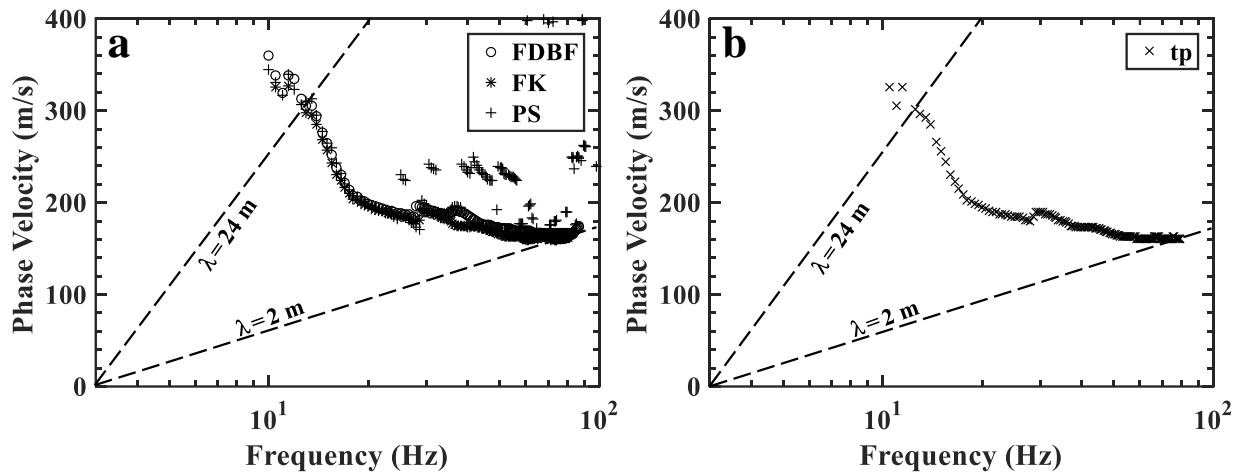 a
FDBF
FK
PS
λ=24 m
λ=2 m
400
300
200
100
0
Phase Velocity (m/s)
10¹
10²
Frequency (Hz)
b
tp
λ=24 m
λ=2 m
400
300
200
100
0
Phase Velocity (m/s)
10¹
10²
Frequency (Hz)